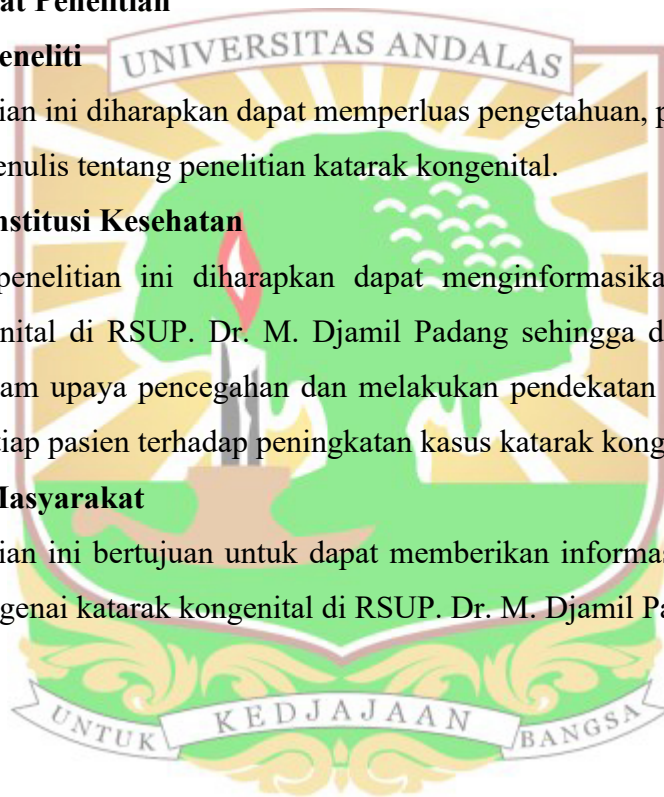 at Penelitian
eneliti
UNIVERSITAS ANDALAS
ian ini diharapkan dapat memperluas pengetahuan, p
enulis tentang penelitian katarak kongenital.
nstitusi Kesehatan
penelitian ini diharapkan dapat menginformasika
nital di RSUP. Dr. M. Djamil Padang sehingga d
am upaya pencegahan dan melakukan pendekatan
tiap pasien terhadap peningkatan kasus katarak kong
Masyarakat
ian ini bertujuan untuk dapat memberikan informas
genai katarak kongenital di RSUP. Dr. M. Djamil Pa
UNTUK KEDJAJAAN BANGSA